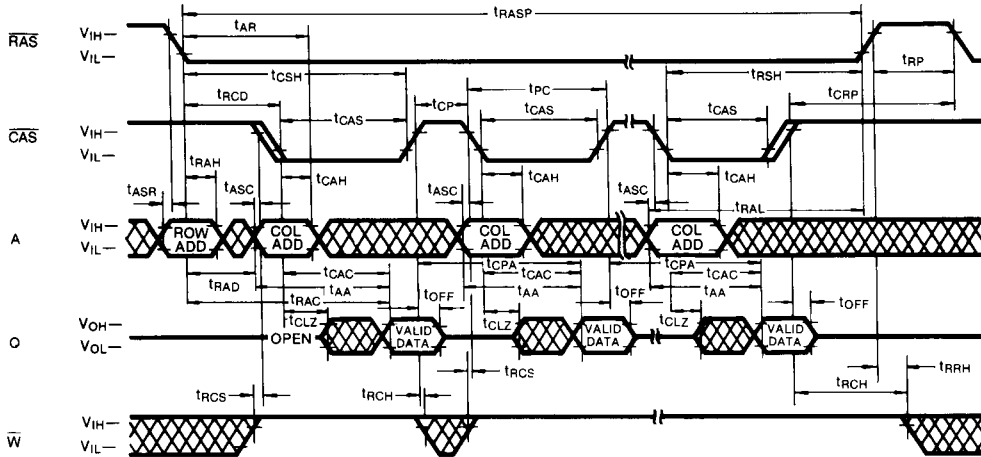 tRASP
tAR
RAS
VIH
VIL
tCSH
tRSH
tRP
tRCD
tCP
tPC
tCRP
tCAS
tCAS
tCAS
CAS
VIH
VIL
tRAH
tCAH
tCAH
tCAH
tASR
tASC
tASC
tASC
tRAL
A
VIH
VIL
ROW ADD
COL ADD
COL ADD
COL ADD
tCAC
tCPA
tCAC
tCPA
tCAC
tRAD
tAA
tAA
tAA
tRAC
tOFF
tOFF
tOFF
tCLZ
tCLZ
tCLZ
O
VOH
VOL
OPEN
VALID DATA
VALID DATA
VALID DATA
tRCS
tRCS
tRCH
tRCH
tRRH
W
VIH
VIL